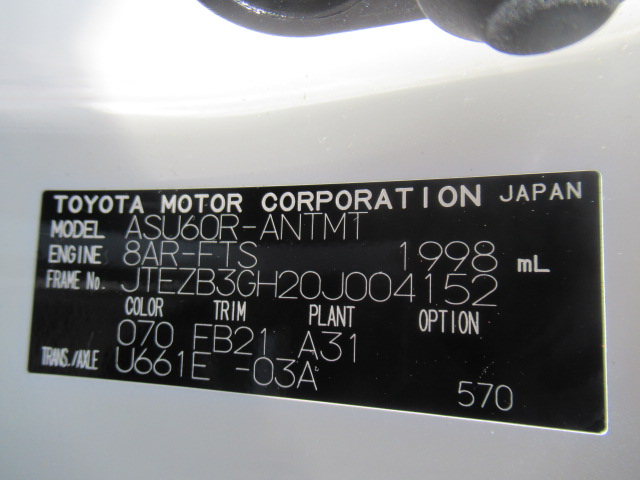 TOYOTA MOTOR CORPORATION JAPAN
MODEL ASU60R-ANTMT
ENGINE 8AR-FTS 1998 mL
FRAME No. JTEZB3GH20J004152
COLOR TRIM PLANT OPTION
070 FB21 A31
TRANS./AXLE U661E -03A
570